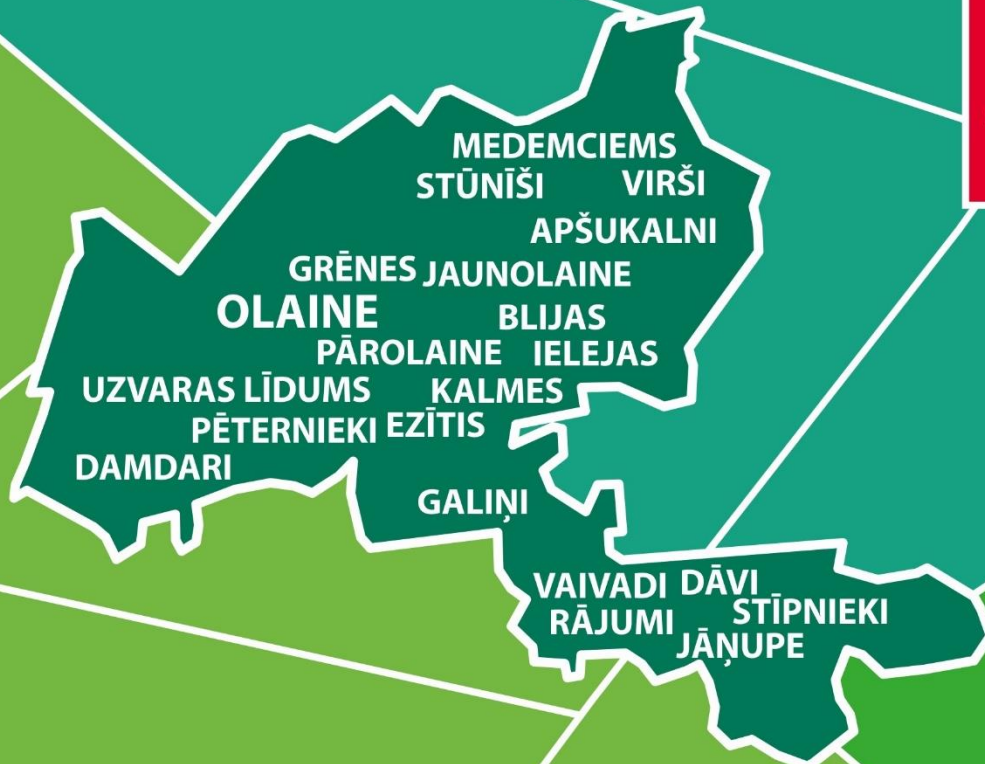 MEDEMCIEMS
STŪNĪŠI VIRŠI
APŠUKALNI
GRĒNES JAUNOLAINE
OLAINE BLIJAS
PĀROLAINE IELEJAS
UZVARAS LĪDUMS KALMES
PĒTERNIEKI EZĪTIS
DAMDARI
GALIŅI
VAIVADI DĀVI
RĀJUMI STĪPNIEKI
JĀŅUPE